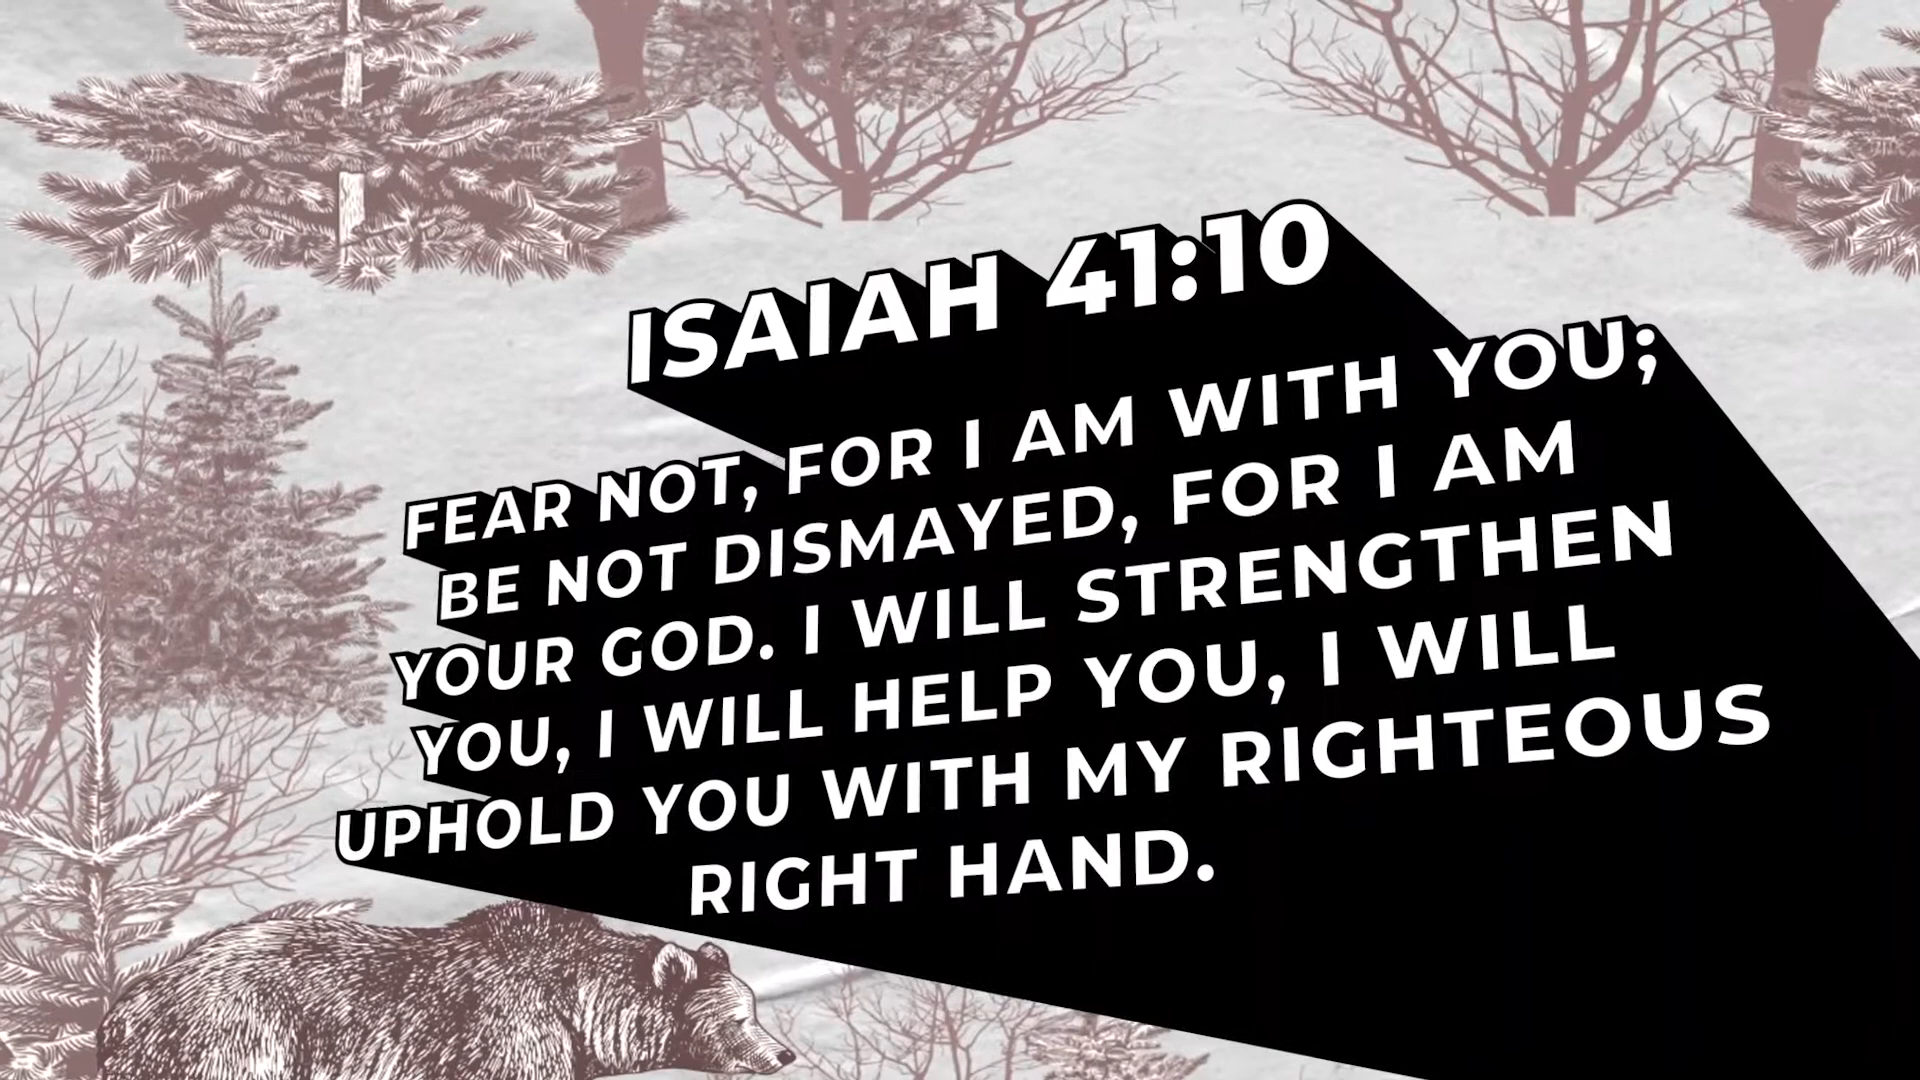 ISAIAH 41:10
FEAR NOT, FOR I AM WITH YOU;
BE NOT DISMAYED, FOR I AM
YOUR GOD. I WILL STRENGTHEN
YOU, I WILL HELP YOU, I WILL
UPHOLD YOU WITH MY RIGHTEOUS
RIGHT HAND.